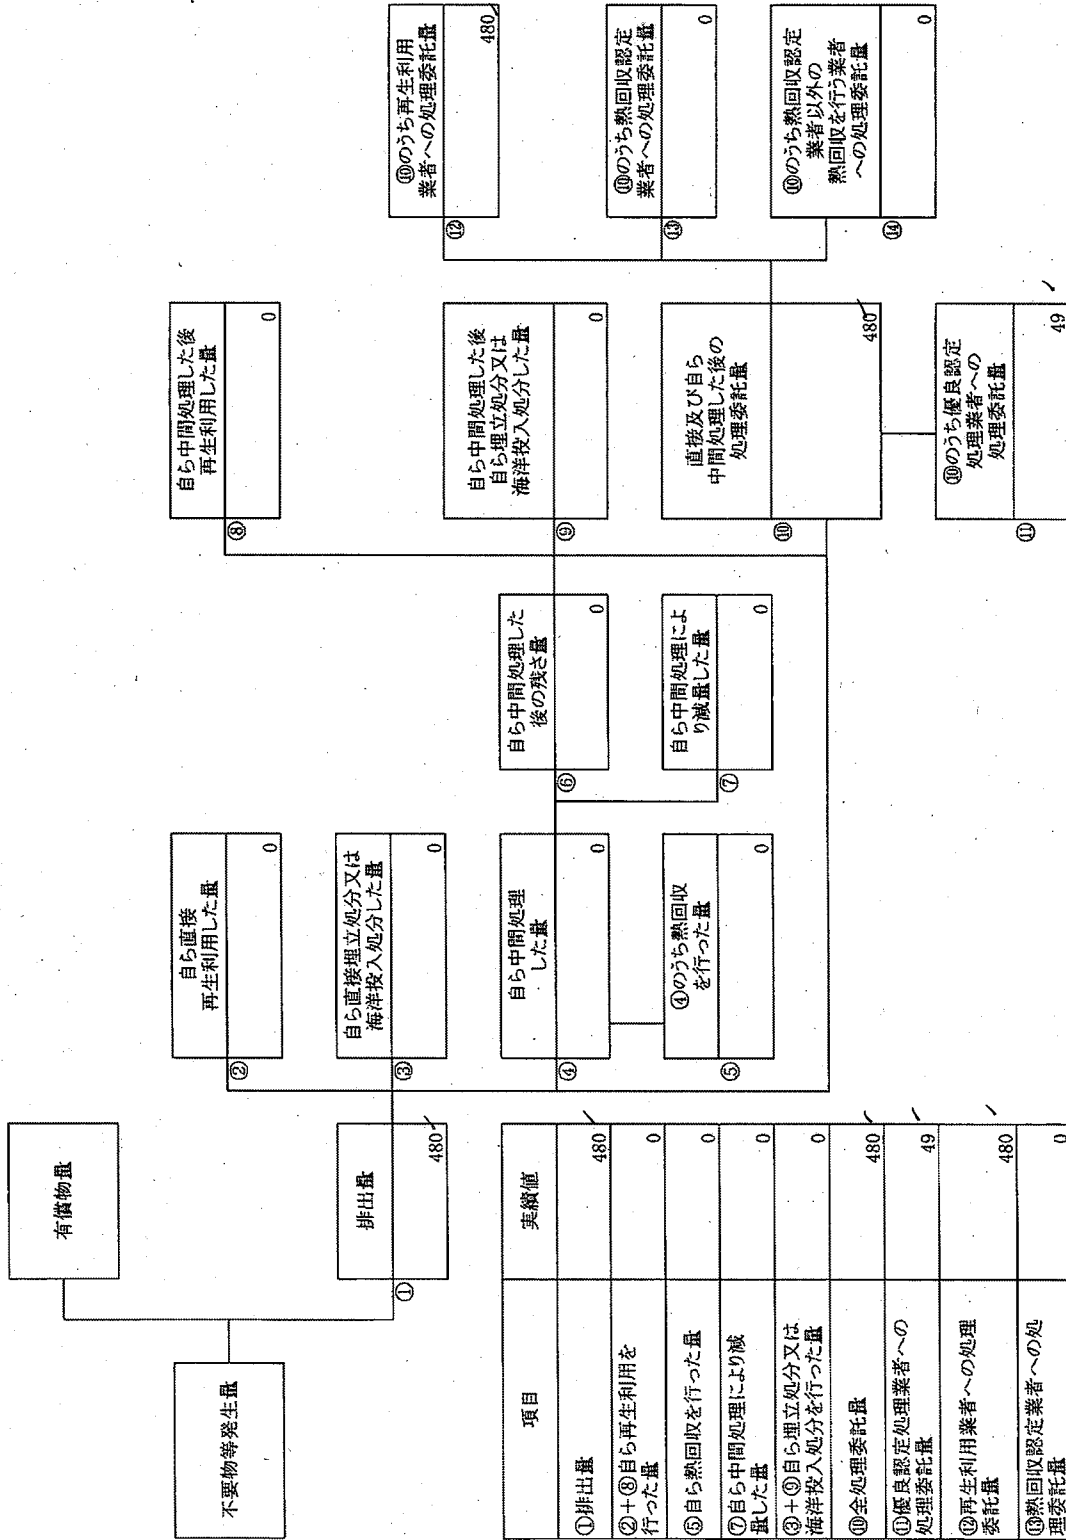 不要物等発生量
有償物量
①
排出量
480
②
自ら直接
再生利用した量
0
③
自ら直接埋立処分又は
海洋投入処分した量
0
④
自ら中間処理
した量
0
⑤
④のうち熱回収
を行った量
0
⑥
自ら中間処理した
後の残さ量
0
⑦
自ら中間処理によ
り減量した量
0
⑧
自ら中間処理した後
再生利用した量
0
⑨
自ら中間処理した後
自ら埋立処分又は
海洋投入処分した量
0
⑩
直接及び自ら
中間処理した後の
処理委託量
480
⑪
⑩のうち優良認定
処理業者への
処理委託量
49
⑫
⑩のうち再生利用
業者への処理委託量
480
⑬
⑩のうち熱回収認定
業者への処理委託量
0
⑭
⑩のうち熱回収認定
業者以外の
熱回収を行う業者
への処理委託量
0
項目
実績値
①排出量
480
②+⑧自ら再生利用を
行った量
0
⑤自ら熱回収を行った量
0
⑦自ら中間処理により減
量した量
0
③+⑨自ら埋立処分又は
海洋投入処分を行った量
0
⑩全処理委託量
480
⑪優良認定処理業者への
処理委託量
49
⑫再生利用業者への処理
委託量
480
⑬熱回収認定業者への処
理委託量
0